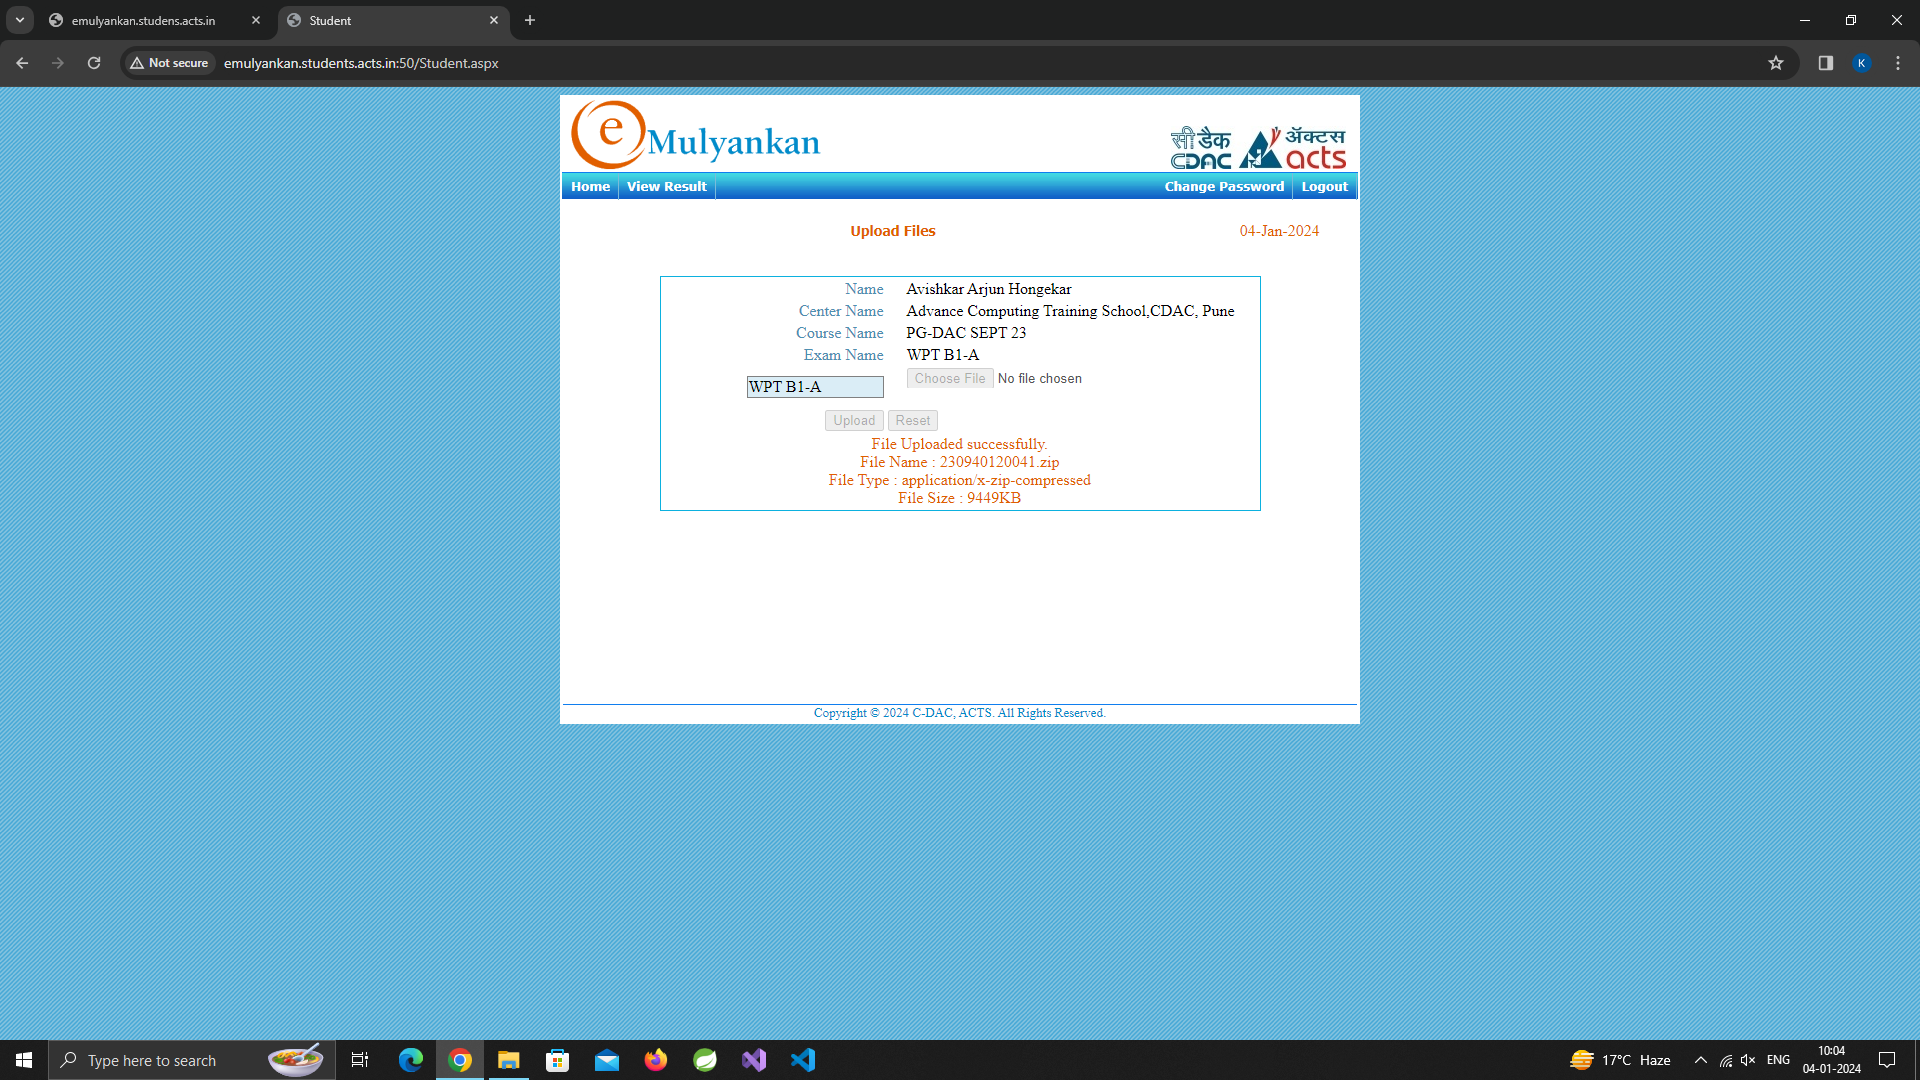 emulyankan.studens.acts.in
Student
Not secure
emulyankan.students.acts.in:50/Student.aspx
K
e Mulyankan
सी डैक
CDAC
ॲक्टस
acts
Home
View Result
Change Password
Logout
Upload Files
04-Jan-2024
Name Avishkar Arjun Hongekar
Center Name Advance Computing Training School,CDAC, Pune
Course Name PG-DAC SEPT 23
Exam Name WPT B1-A
WPT B1-A
Choose File No file chosen
Upload Reset
File Uploaded successfully.
File Name : 230940120041.zip
File Type : application/x-zip-compressed
File Size : 9449KB
Copyright © 2024 C-DAC, ACTS. All Rights Reserved.
Type here to search
17°C Haze
ENG
10:04
04-01-2024